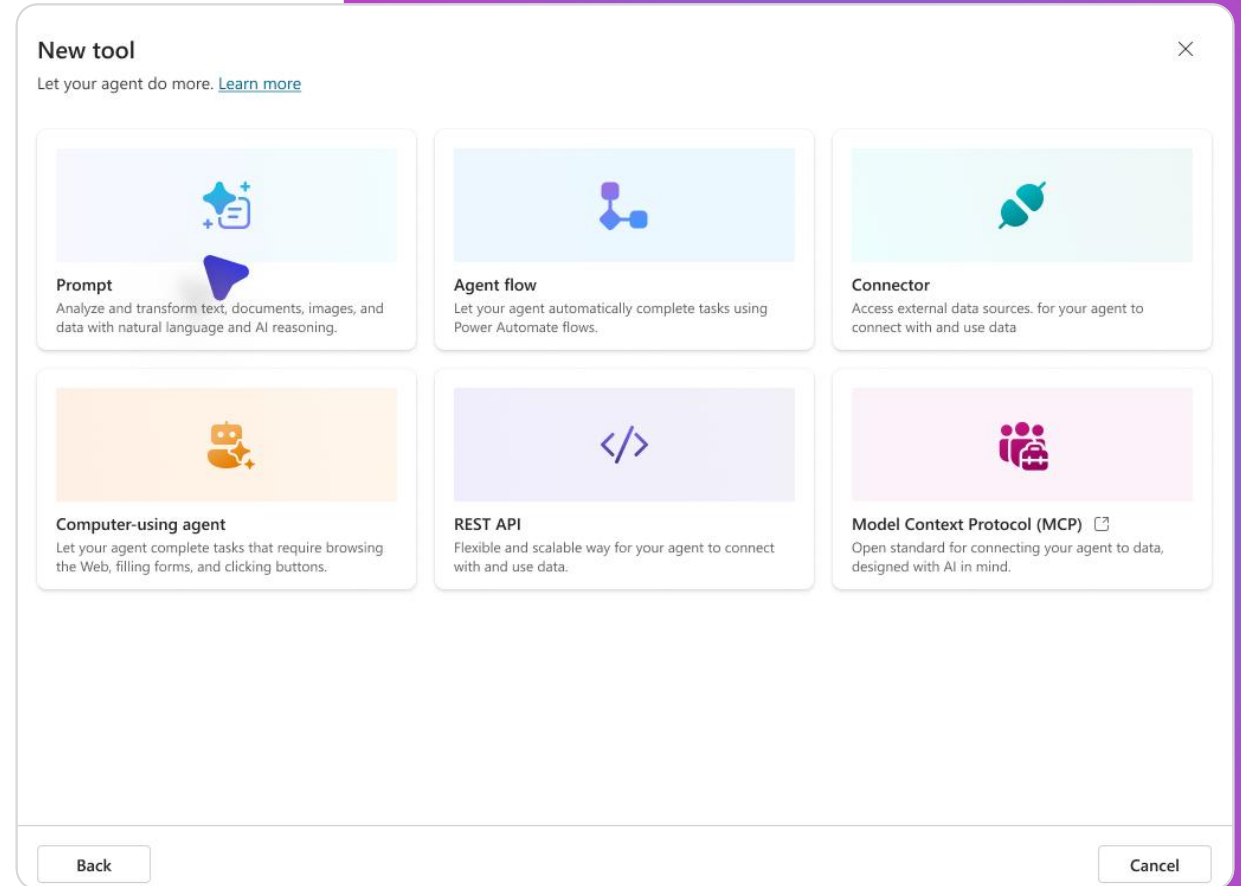 New tool
Let your agent do more. Learn more
Prompt
Analyze and transform text, documents, images, and
data with natural language and AI reasoning.
Agent flow
Let your agent automatically complete tasks using
Power Automate flows.
Connector
Access external data sources. for your agent to
connect with and use data
Computer-using agent
Let your agent complete tasks that require browsing
the Web, filling forms, and clicking buttons.
REST API
Flexible and scalable way for your agent to connect
with and use data.
Model Context Protocol (MCP)
Open standard for connecting your agent to data,
designed with AI in mind.
Back
Cancel